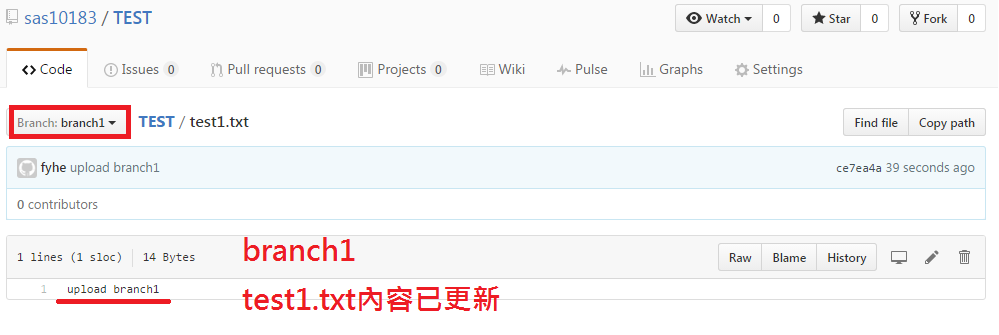 sas10183 / TEST
Watch 0 Star 0 Fork 0
Code Issues 0 Pull requests 0 Projects 0 Wiki Pulse Graphs Settings
Branch: branch1 TEST / test1.txt Find file Copy path
fyhe upload branch1 ce7ea4a 39 seconds ago
0 contributors
1 lines (1 sloc) 14 Bytes Raw Blame History
branch1
1 upload branch1
test1.txt內容已更新